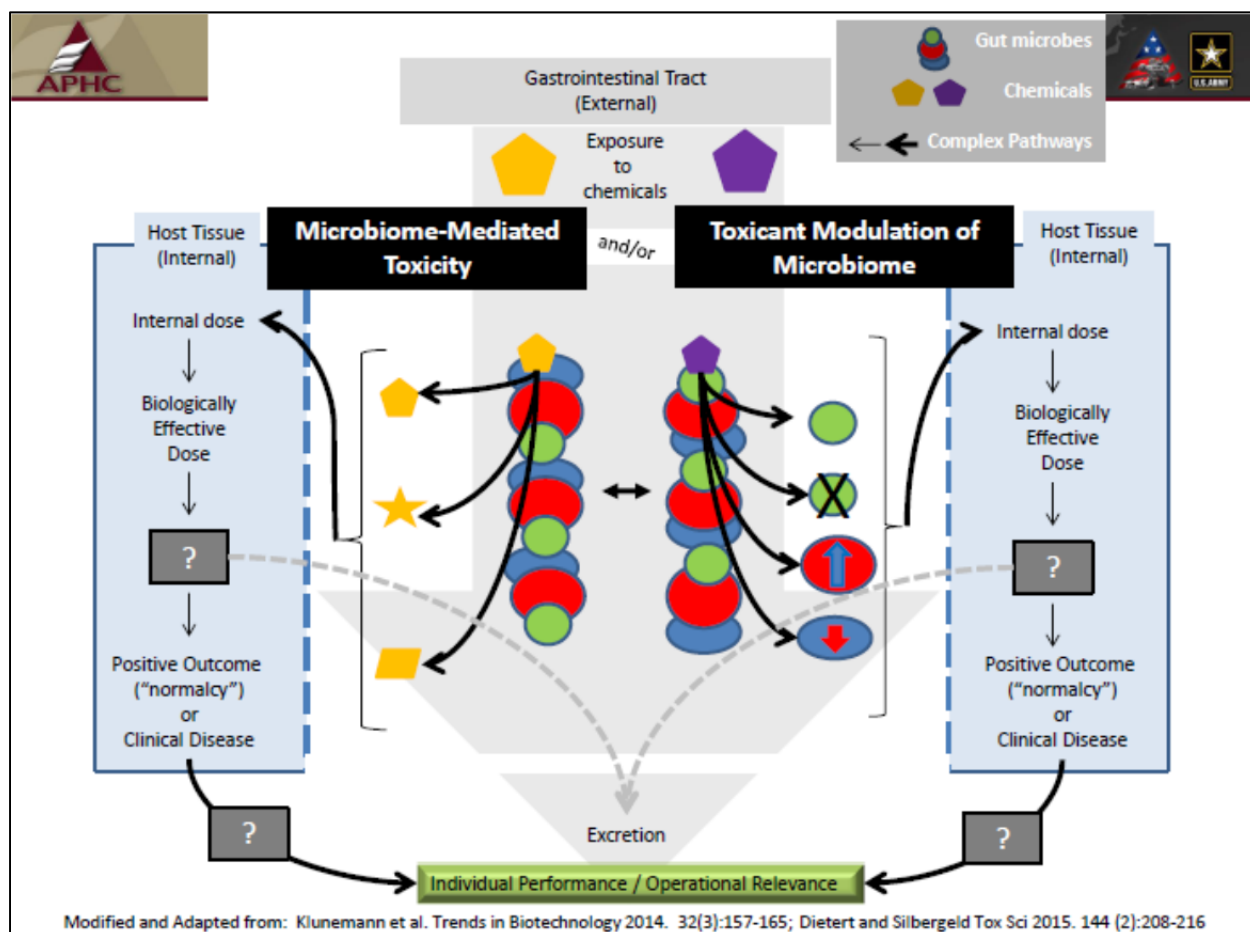 APHC
Gut microbes
Chemicals
Complex Pathways
U.S. ARMY
Gastrointestinal Tract
(External)
Exposure
to
chemicals
Host Tissue
(Internal)
Microbiome-Mediated
Toxicity
and/or
Toxicant Modulation of
Microbiome
Host Tissue
(Internal)
Internal dose
Biologically
Effective
Dose
?
Positive Outcome
("normalcy")
or
Clinical Disease
?
X
Internal dose
Biologically
Effective
Dose
?
Positive Outcome
("normalcy")
or
Clinical Disease
?
Excretion
Individual Performance / Operational Relevance
Modified and Adapted from: Klunemann et al. Trends in Biotechnology 2014. 32(3):157-165; Dietert and Silbergeld Tox Sci 2015. 144 (2):208-216